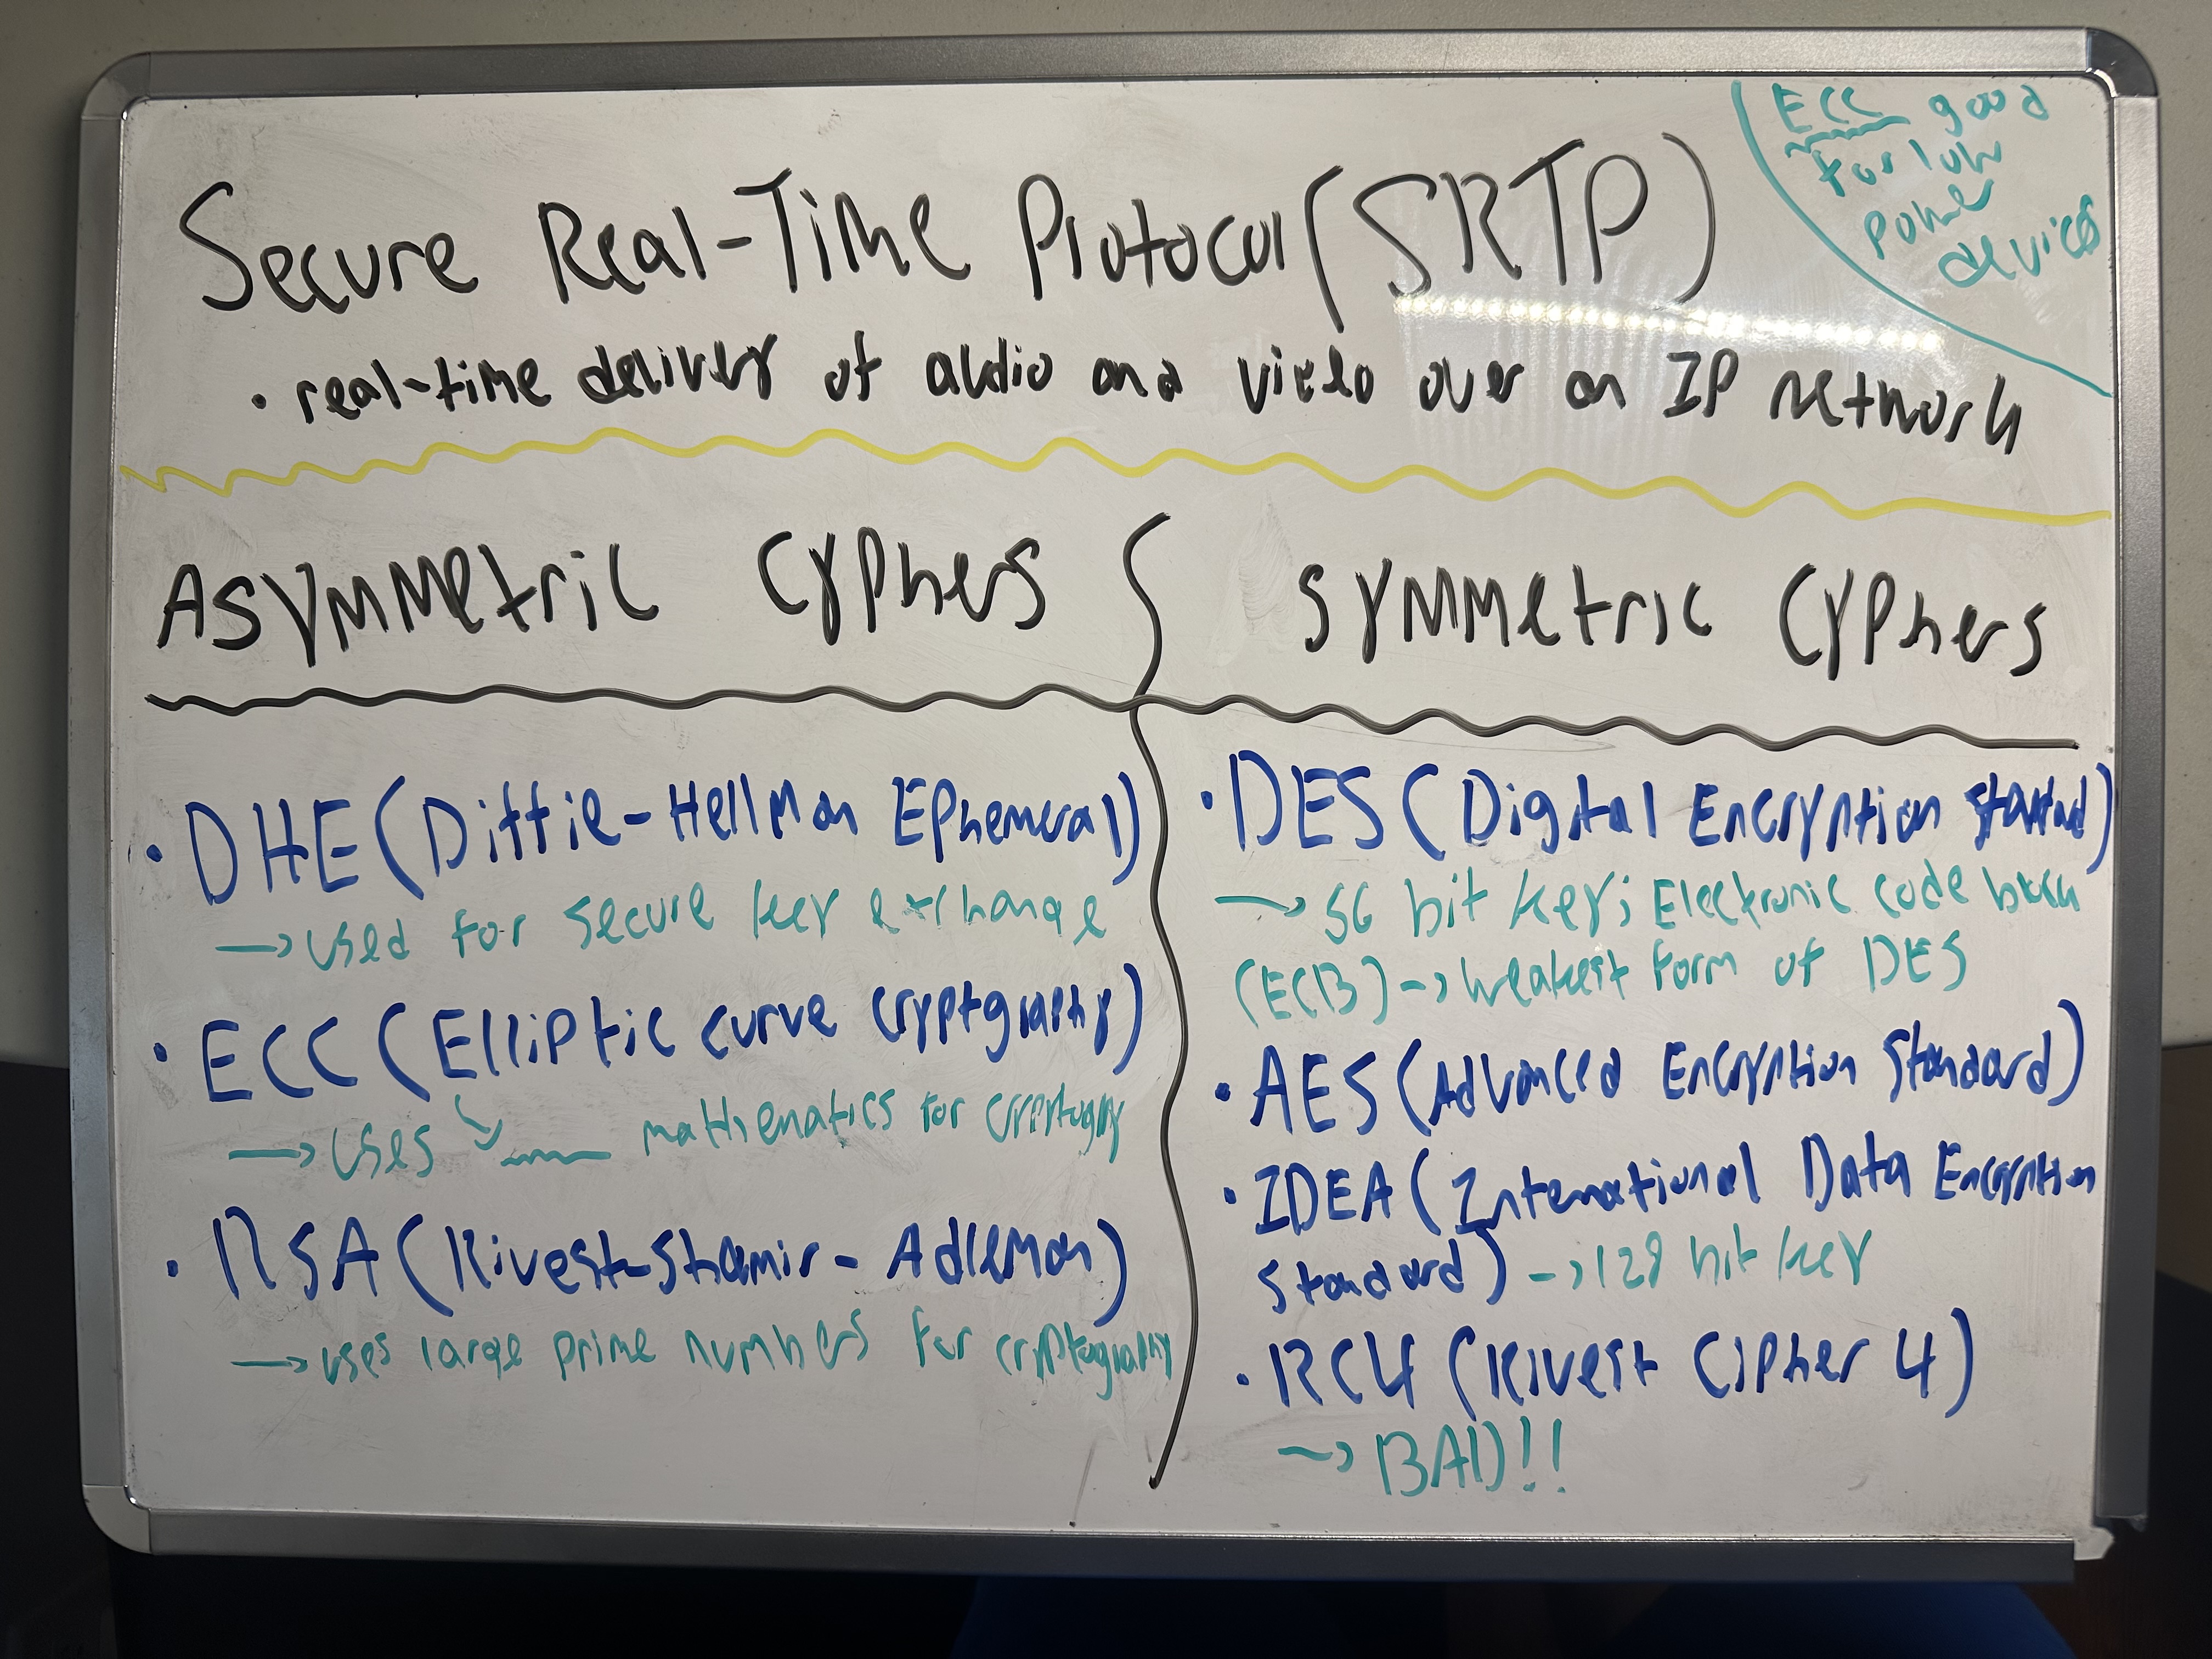 Secure Real-Time Protocol (SRTP)
• real-time delivery of audio and video over an IP network
ECC good
for low
power
devices
Asymmetric Cyphers
• DHE (Diffie-Hellman Ephemeral)
→ used for secure key exchange
• ECC (Elliptic curve cryptgraphy)
→ uses mathematics for
• RSA (Rivest-Shamir-Adleman)
→ uses large prime numbers for cryptography
Symmetric Cyphers
• DES (Digital Encryption Standard)
→ 56 bit key; Electronic code block
(ECB) → weakest form of DES
• AES (Advanced Encryption Standard)
• IDEA (International Data Encryption
Standard) → 128 bit key
• RC4 (Rivest Cipher 4)
→ BAD!!